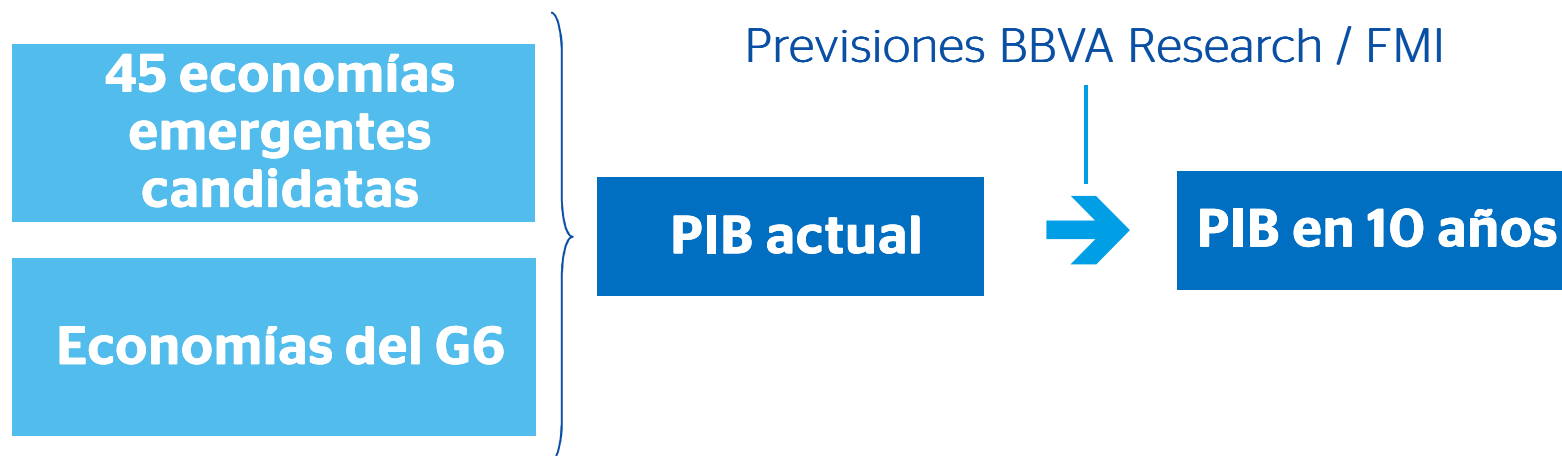 45 economías
emergentes
candidatas
Economías del G6
Previsiones BBVA Research / FMI
PIB actual
PIB en 10 años